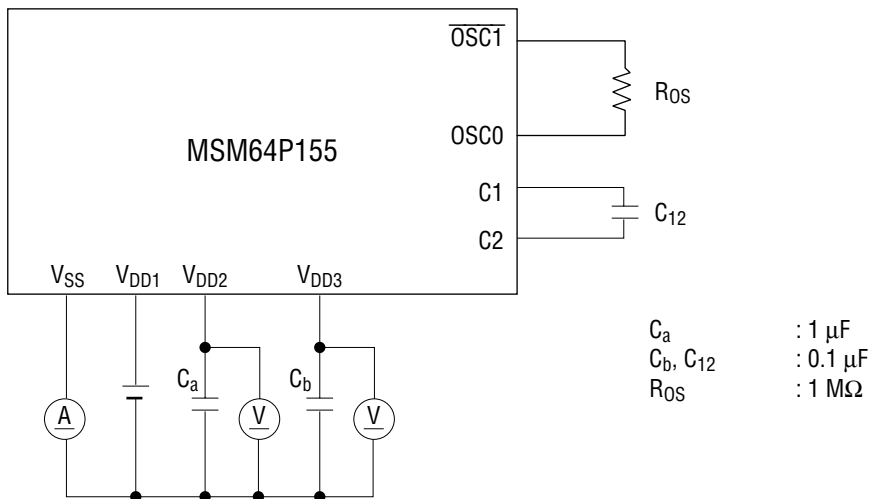 OSC1
R_OS
OSC0
MSM64P155
C1
C_12
C2
V_SS V_DD1 V_DD2 V_DD3
C_a : 1 µF
C_b, C_12 : 0.1 µF
R_OS : 1 MΩ
C_a C_b
A V V